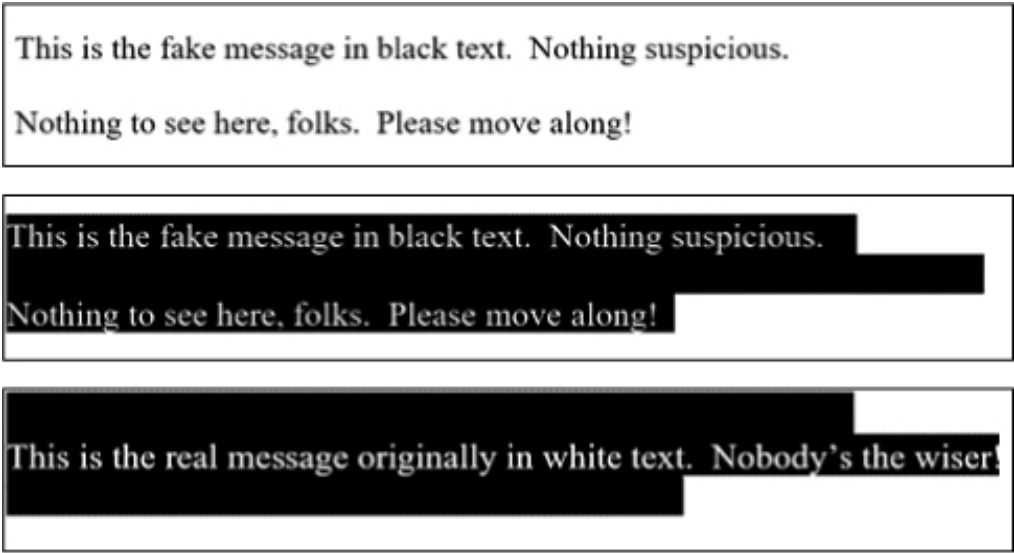 This is the fake message in black text.  Nothing suspicious.
Nothing to see here, folks.  Please move along!
This is the fake message in black text.  Nothing suspicious.
Nothing to see here, folks.  Please move along!
This is the real message originally in white text.  Nobody’s the wiser!